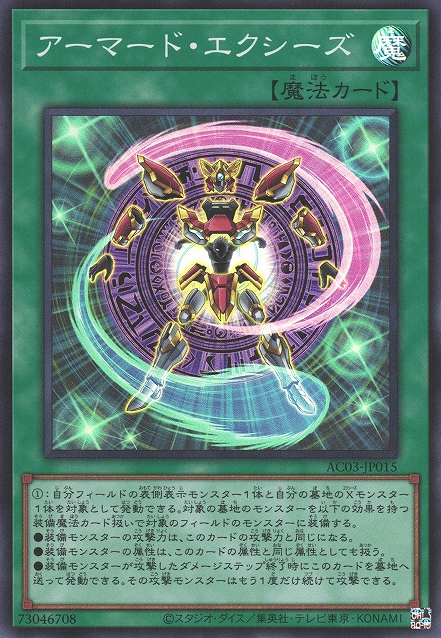 アーマード・エクシーズ
魔
【魔法カード】
AC03-JP015
①:自分フィールドの表側表示モンスター1体と自分の墓地のXモンスター
1体を対象として発動できる。対象の墓地のモンスターを以下の効果を持つ
装備魔法カード扱いで対象のフィールドのモンスターに装備する。
●装備モンスターの攻撃力は、このカードの攻撃力と同じになる。
●装備モンスターの属性は、このカードの属性と同じ属性としても扱う。
●装備モンスターが攻撃したダメージステップ終了時にこのカードを墓地へ
送って発動できる。その攻撃モンスターはもう1度だけ続けて攻撃できる。
73046708
©スタジオ・ダイス/集英社・テレビ東京・KONAMI